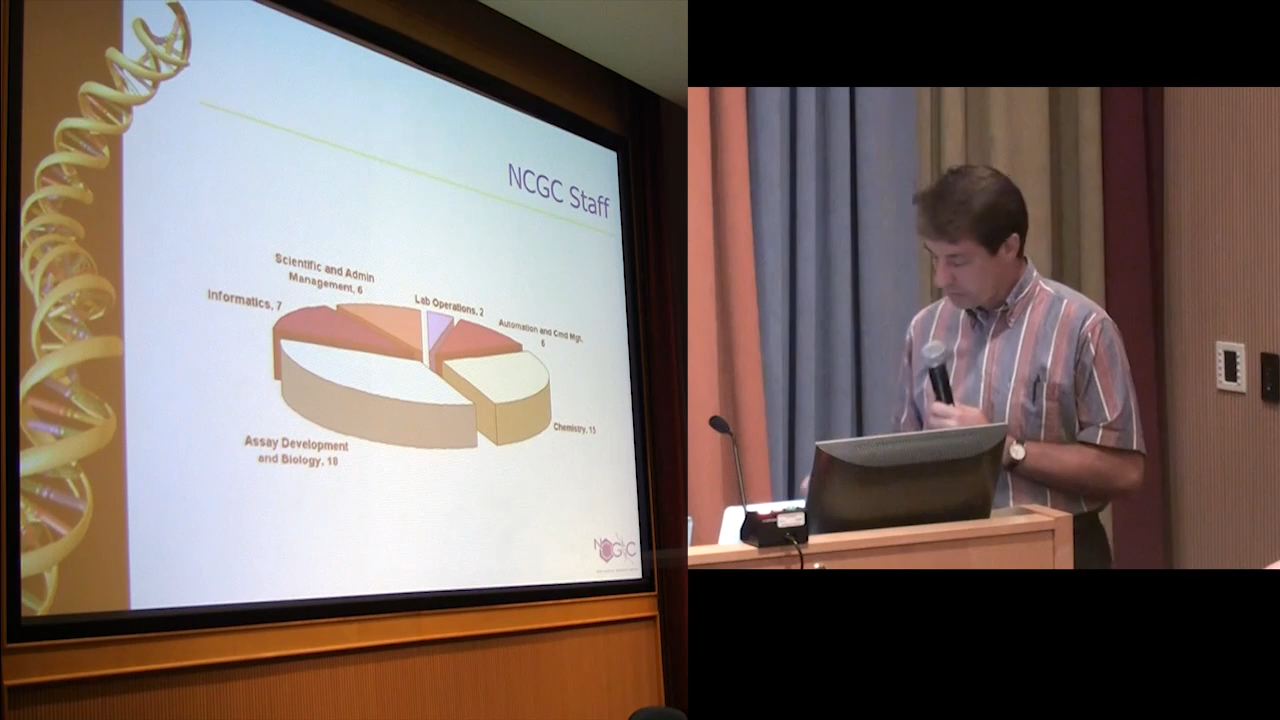 NCGC Staff
Scientific and Admin
Management, 6
Informatics, 7
Lab Operations, 2
Automation and Cmd Mgt,
6
Chemistry, 15
Assay Development
and Biology, 18
NCGC